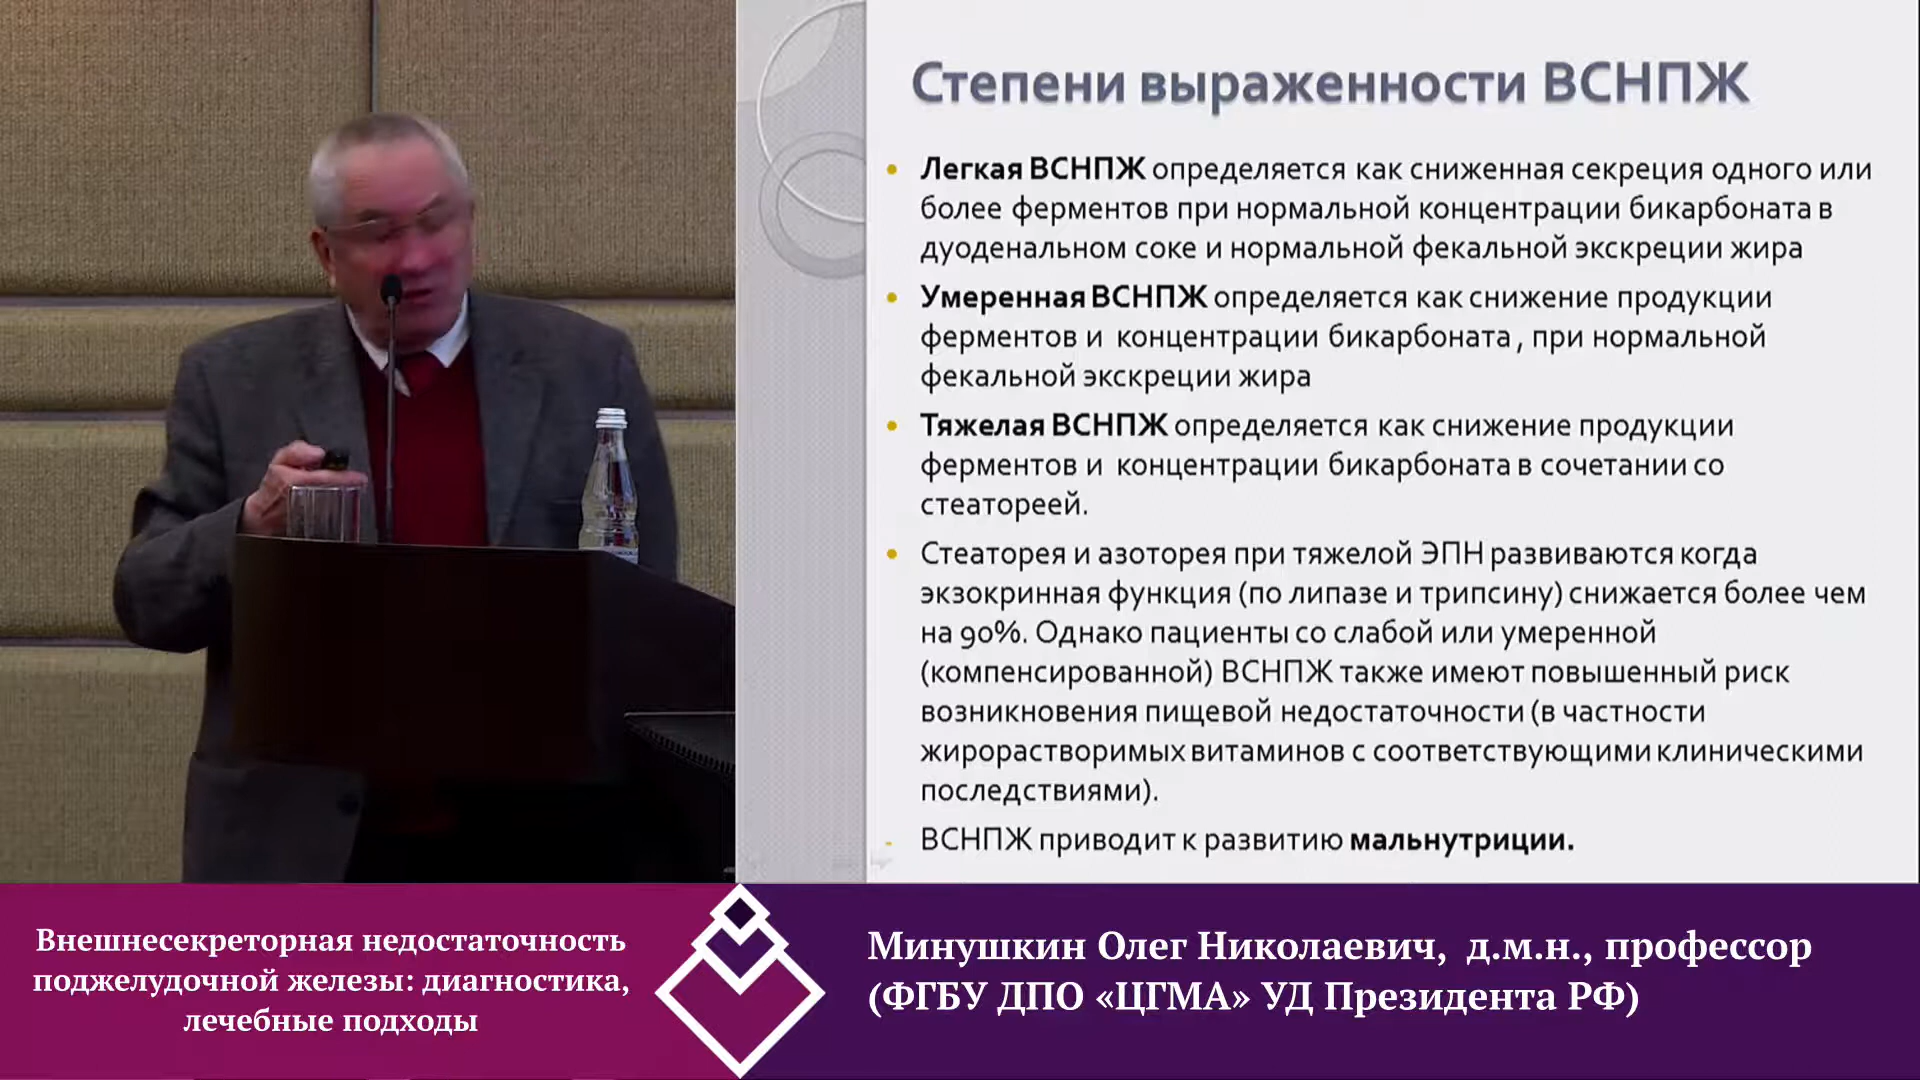 Степени выраженности ВСНПЖ
Легкая ВСНПЖ определяется как сниженная секреция одного или
более ферментов при нормальной концентрации бикарбоната в
дуоденальном соке и нормальной фекальной экскреции жира
Умеренная ВСНПЖ определяется как снижение продукции
ферментов и концентрации бикарбоната , при нормальной
фекальной экскреции жира
Тяжелая ВСНПЖ определяется как снижение продукции
ферментов и концентрации бикарбоната в сочетании со
стеатореей.
Стеаторея и азоторея при тяжелой ЭПН развиваются когда
экзокринная функция (по липазе и трипсину) снижается более чем
на 90%. Однако пациенты со слабой или умеренной
(компенсированной) ВСНПЖ также имеют повышенный риск
возникновения пищевой недостаточности (в частности
жирорастворимых витаминов с соответствующими клиническими
последствиями).
- ВСНПЖ приводит к развитию мальнутриции.
Внешнесекреторная недостаточность
поджелудочной железы: диагностика,
лечебные подходы
Минушкин Олег Николаевич, д.м.н., профессор
(ФГБУ ДПО «ЦГМА» УД Президента РФ)